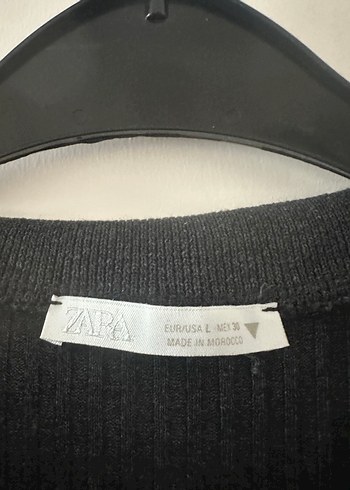 ZARA
EUR/USA L MEX 30
MADE IN MOROCCO